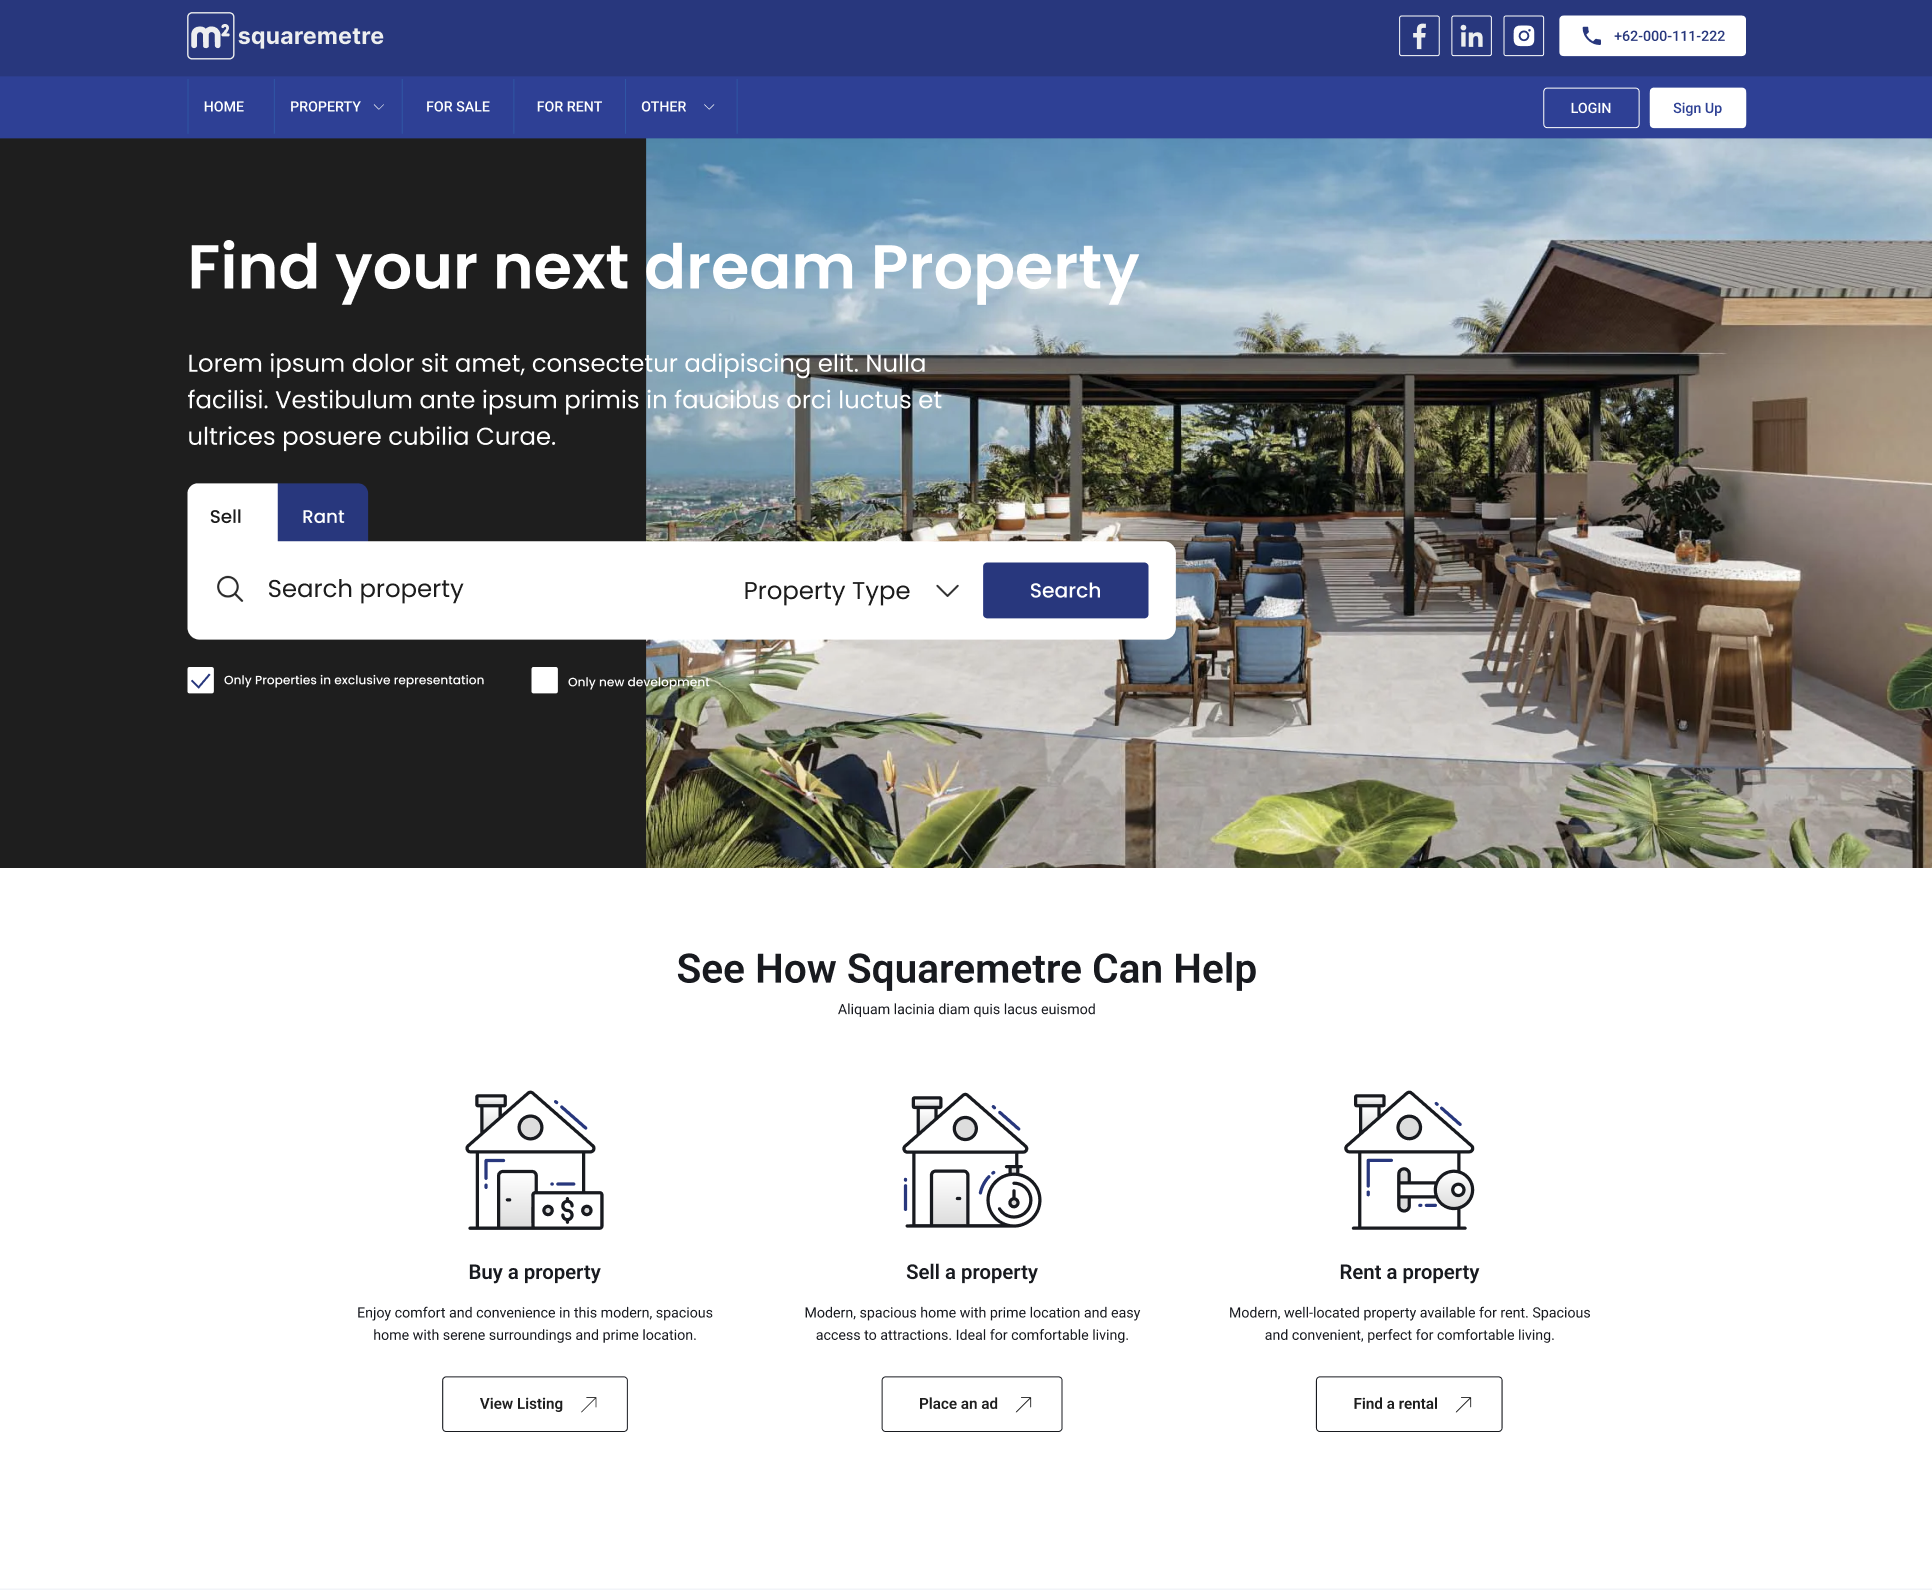 m² squaremetre
+62-000-111-222
HOME PROPERTY FOR SALE FOR RENT OTHER LOGIN Sign Up
Find your next dream Property
Lorem ipsum dolor sit amet, consectetur adipiscing elit. Nulla
facilisi. Vestibulum ante ipsum primis in faucibus orci luctus et
ultrices posuere cubilia Curae.
Sell Rant
Search property Property Type Search
Only Properties in exclusive representation Only new development
See How Squaremetre Can Help
Aliquam lacinia diam quis lacus euismod
Buy a property
Enjoy comfort and convenience in this modern, spacious
home with serene surroundings and prime location.
View Listing
Sell a property
Modern, spacious home with prime location and easy
access to attractions. Ideal for comfortable living.
Place an ad
Rent a property
Modern, well-located property available for rent. Spacious
and convenient, perfect for comfortable living.
Find a rental